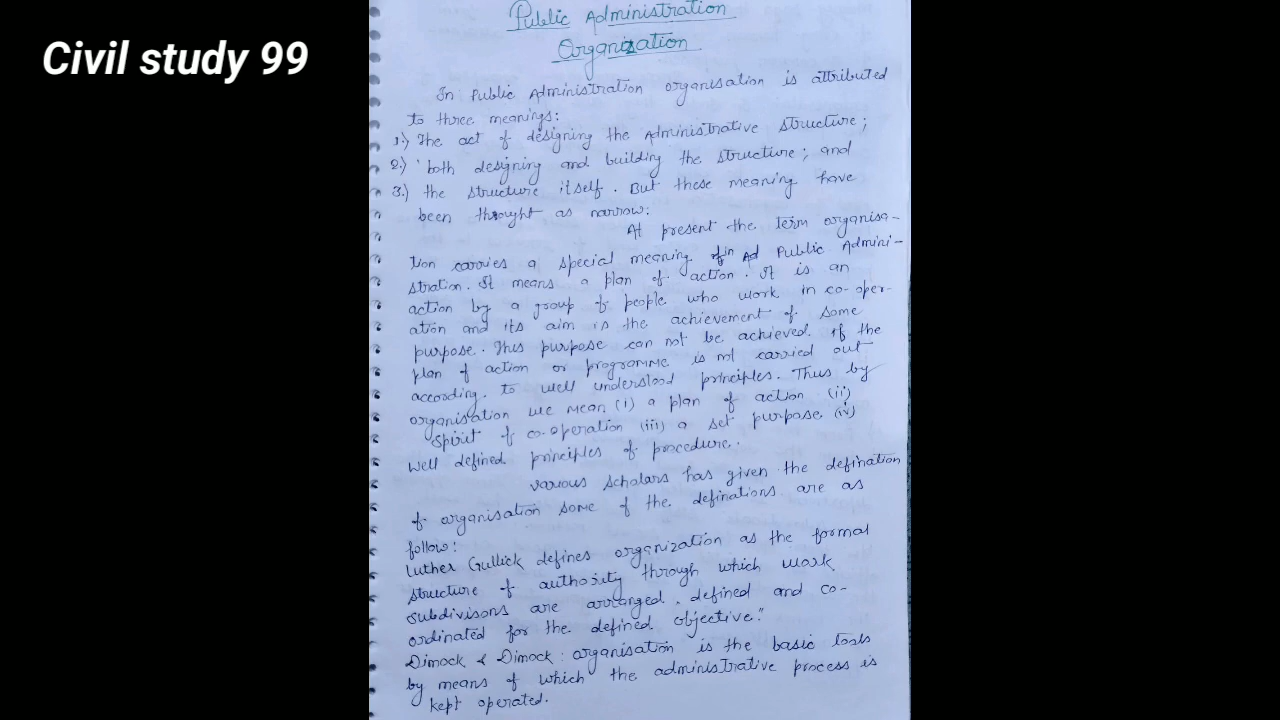 Civil study 99
Public Administration
Organization
In Public Administration organisation is attributed
to three meanings:
1.) The act of designing the Administrative structure;
2.) both designing and building the structure; and
3.) the structure itself. But these meaning have
been thought as narrow:
At present the term organisa-
tion carries a special meaning in Public Admini-
stration. It means a plan of action. It is an
action by a group of people who work in co-oper-
ation and its aim is the achievement of some
purpose. This purpose can not be achieved if the
plan of action or programme is not carried out
according to well understood principles. Thus by
organisation we mean (i) a plan of action (ii)
spirit of co-operation (iii) a set purpose (iv)
well defined principles of procedure.
various scholars has given the defination
of organisation some of the definations are as
follow:
Luther Gullick defines organization as the formal
structure of authority through which work
subdivisons are arranged, defined and co-
ordinated for the defined objective."
Dimock & Dimock: organisation is the basic tools
by means of which the administrative process is
kept operated.